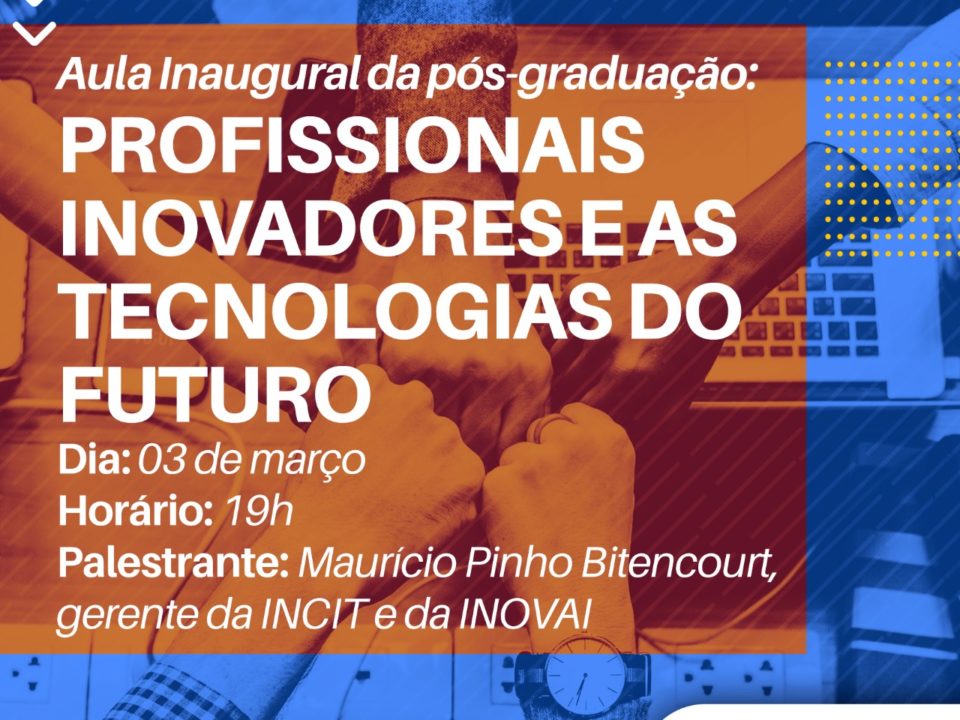 Aula Inaugural da pós-graduação:
PROFISSIONAIS
INOVADORES E AS
TECNOLOGIAS DO
FUTURO
Dia: 03 de março
Horário: 19h
Palestrante: Maurício Pinho Bitencourt,
gerente da INCIT e da INOVAI